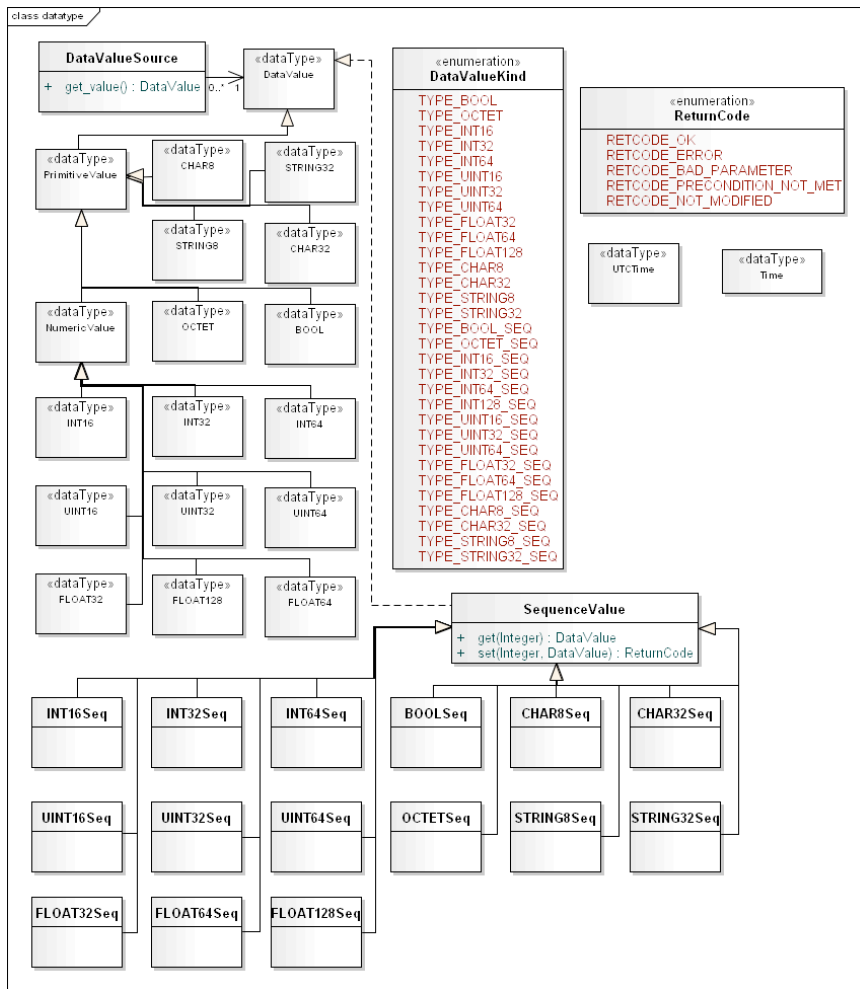 class datatype
DataValueSource
+ get_value() : DataValue
0..*
1
«dataType»
DataValue
«dataType»
PrimitiveValue
«dataType»
CHAR8
«dataType»
STRING32
«dataType»
STRING8
«dataType»
CHAR32
«dataType»
NumericValue
«dataType»
OCTET
«dataType»
BOOL
«dataType»
INT16
«dataType»
INT32
«dataType»
INT64
«dataType»
UINT16
«dataType»
UINT32
«dataType»
UINT64
«dataType»
FLOAT32
«dataType»
FLOAT128
«dataType»
FLOAT64
«enumeration»
DataValueKind
TYPE_BOOL
TYPE_OCTET
TYPE_INT16
TYPE_INT32
TYPE_INT64
TYPE_UINT16
TYPE_UINT32
TYPE_UINT64
TYPE_FLOAT32
TYPE_FLOAT64
TYPE_FLOAT128
TYPE_CHAR8
TYPE_CHAR32
TYPE_STRING8
TYPE_STRING32
TYPE_BOOL_SEQ
TYPE_OCTET_SEQ
TYPE_INT16_SEQ
TYPE_INT32_SEQ
TYPE_INT64_SEQ
TYPE_INT128_SEQ
TYPE_UINT16_SEQ
TYPE_UINT32_SEQ
TYPE_UINT64_SEQ
TYPE_FLOAT32_SEQ
TYPE_FLOAT64_SEQ
TYPE_FLOAT128_SEQ
TYPE_CHAR8_SEQ
TYPE_CHAR32_SEQ
TYPE_STRING8_SEQ
TYPE_STRING32_SEQ
«enumeration»
ReturnCode
RETCODE_OK
RETCODE_ERROR
RETCODE_BAD_PARAMETER
RETCODE_PRECONDITION_NOT_MET
RETCODE_NOT_MODIFIED
«dataType»
UTCTime
«dataType»
Time
SequenceValue
+ get(Integer) : DataValue
+ set(Integer, DataValue) : ReturnCode
INT16Seq
INT32Seq
INT64Seq
BOOLSeq
CHAR8Seq
CHAR32Seq
UINT16Seq
UINT32Seq
UINT64Seq
OCTETSeq
STRING8Seq
STRING32Seq
FLOAT32Seq
FLOAT64Seq
FLOAT128Seq